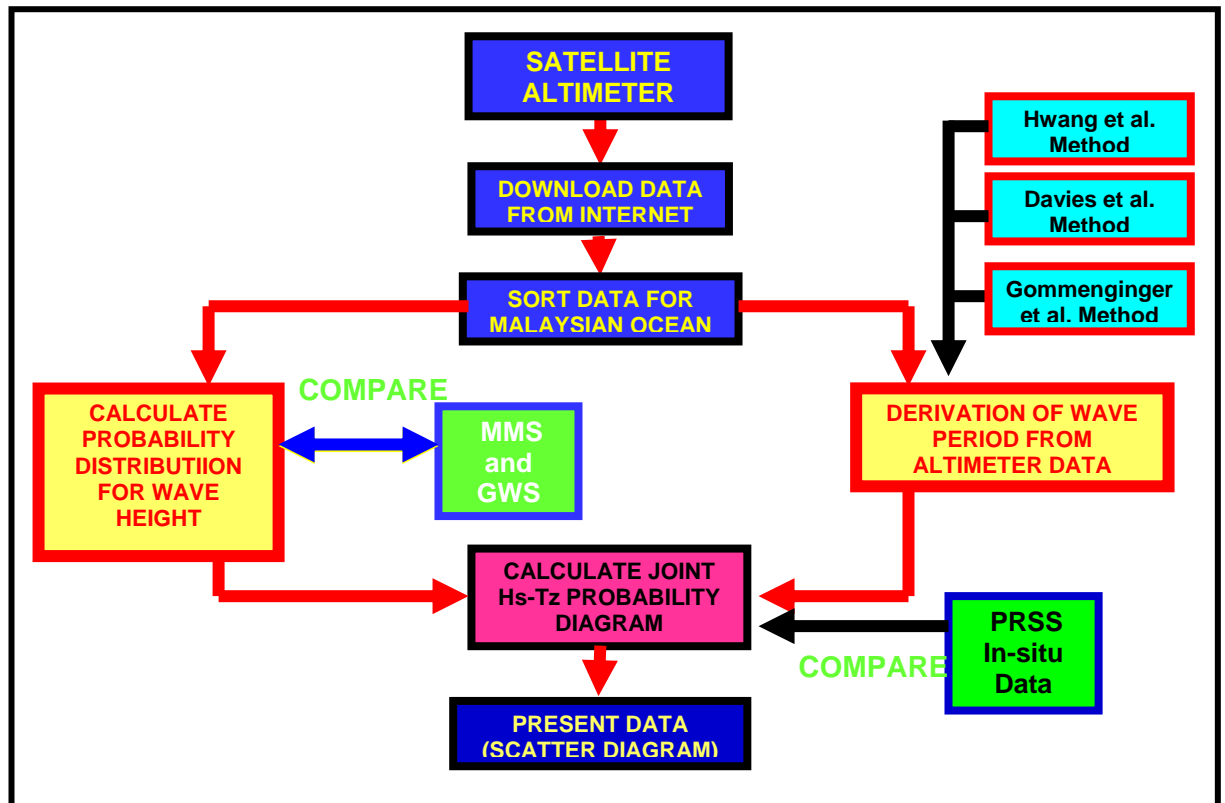 SATELLITE
ALTIMETER
DOWNLOAD DATA
FROM INTERNET
SORT DATA FOR
MALAYSIAN OCEAN
Hwang et al.
Method
Davies et al.
Method
Gommenginger
et al. Method
COMPARE
CALCULATE
PROBABILITY
DISTRIBUTIION
FOR WAVE
HEIGHT
MMS
and
GWS
DERIVATION OF WAVE
PERIOD FROM
ALTIMETER DATA
CALCULATE JOINT
Hs-Tz PROBABILITY
DIAGRAM
COMPARE
PRSS
In-situ
Data
PRESENT DATA
(SCATTER DIAGRAM)